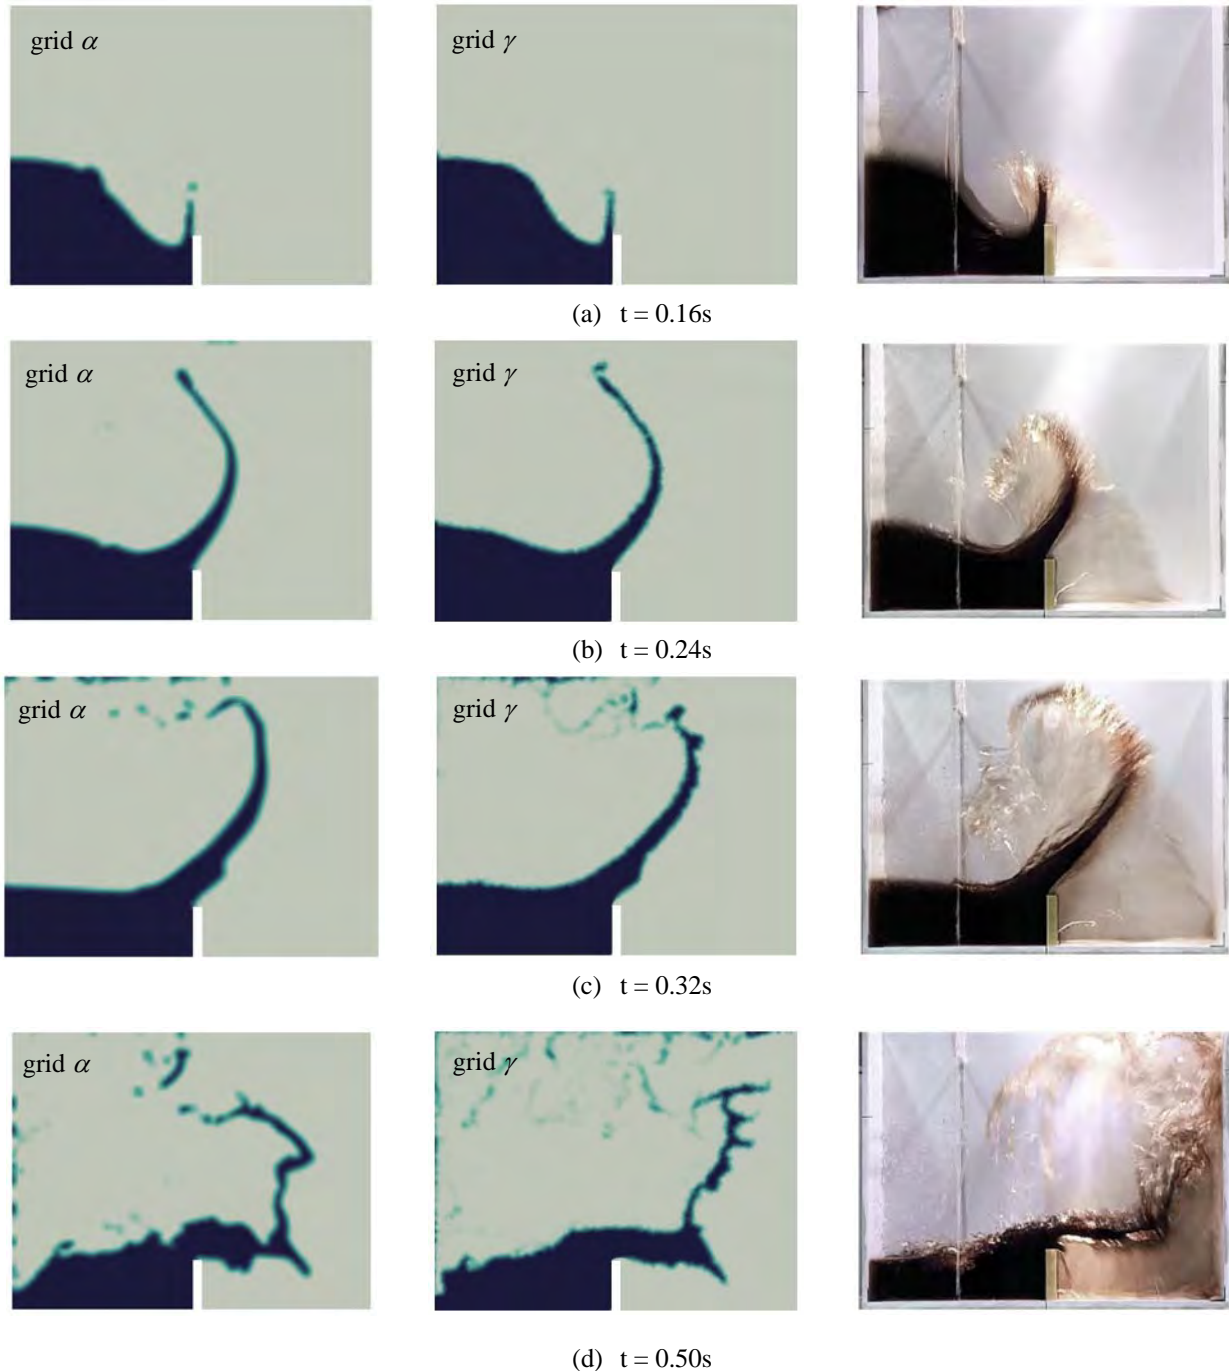 grid α
grid γ
(a) t = 0.16s
grid α
grid γ
(b) t = 0.24s
grid α
grid γ
(c) t = 0.32s
grid α
grid γ
(d) t = 0.50s